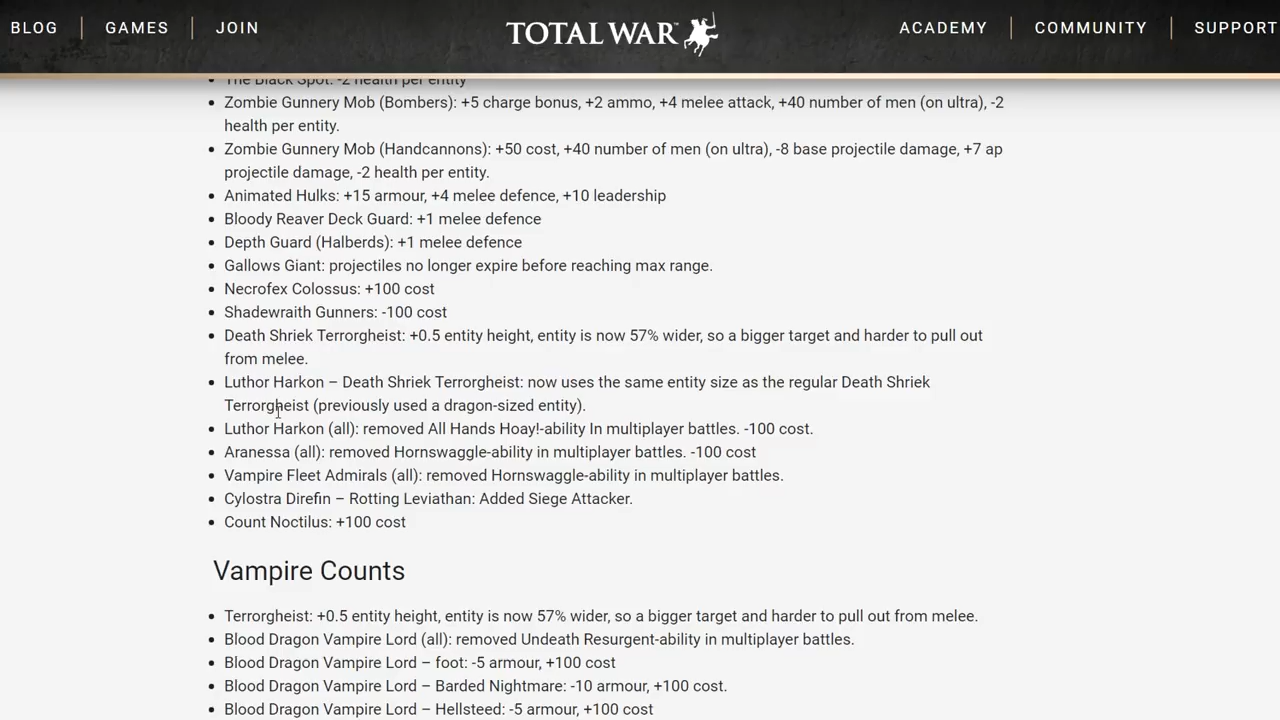 BLOG
GAMES
JOIN
TOTAL WAR™
ACADEMY
COMMUNITY
SUPPORT
The Black Spot: -2 health per entity
Zombie Gunnery Mob (Bombers): +5 charge bonus, +2 ammo, +4 melee attack, +40 number of men (on ultra), -2
health per entity.
Zombie Gunnery Mob (Handcannons): +50 cost, +40 number of men (on ultra), -8 base projectile damage, +7 ap
projectile damage, -2 health per entity.
Animated Hulks: +15 armour, +4 melee defence, +10 leadership
Bloody Reaver Deck Guard: +1 melee defence
Depth Guard (Halberds): +1 melee defence
Gallows Giant: projectiles no longer expire before reaching max range.
Necrofex Colossus: +100 cost
Shadewraith Gunners: -100 cost
Death Shriek Terrorgheist: +0.5 entity height, entity is now 57% wider, so a bigger target and harder to pull out
from melee.
Luthor Harkon – Death Shriek Terrorgheist: now uses the same entity size as the regular Death Shriek
Terrorgheist (previously used a dragon-sized entity).
Luthor Harkon (all): removed All Hands Hoay!-ability In multiplayer battles. -100 cost.
Aranessa (all): removed Hornswaggle-ability in multiplayer battles. -100 cost
Vampire Fleet Admirals (all): removed Hornswaggle-ability in multiplayer battles.
Cylostra Direfin – Rotting Leviathan: Added Siege Attacker.
Count Noctilus: +100 cost
Vampire Counts
Terrorgheist: +0.5 entity height, entity is now 57% wider, so a bigger target and harder to pull out from melee.
Blood Dragon Vampire Lord (all): removed Undeath Resurgent-ability in multiplayer battles.
Blood Dragon Vampire Lord – foot: -5 armour, +100 cost
Blood Dragon Vampire Lord – Barded Nightmare: -10 armour, +100 cost.
Blood Dragon Vampire Lord – Hellsteed: -5 armour, +100 cost